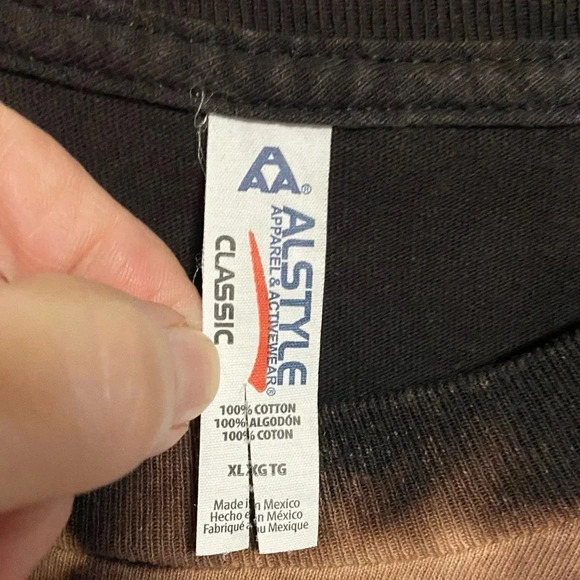 AAA®
ALSTYLE
APPAREL & ACTIVEWEAR®
CLASSIC
100% COTTON
100% ALGODÓN
100% COTON
XL XG TG
Made in Mexico
Hecho en México
Fabriqué au Mexique